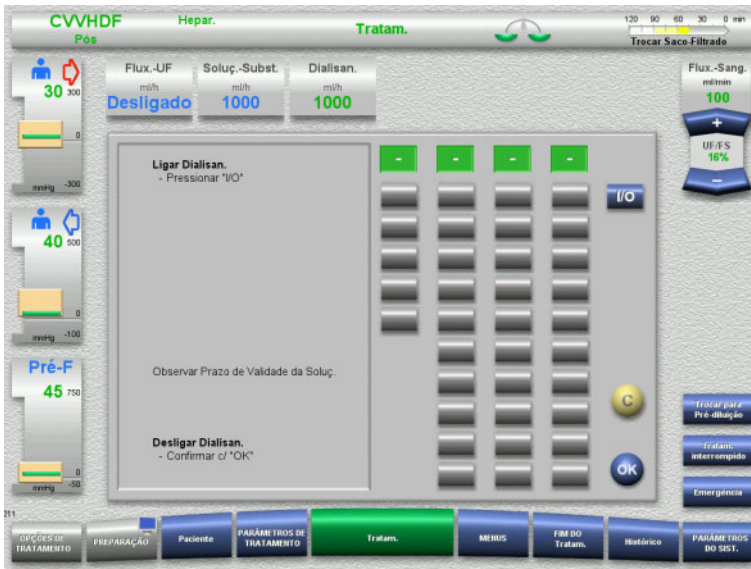 CVVHDF
Pós
Hepar.
Tratam.
120 90 60 30 0 min
Trocar Saco-Filtrado
30
300
0
mmHg -300
40
500
0
mmHg -100
Pré-F
45
750
0
mmHg -50
Flux.-UF
ml/h
Desligado
Soluç.-Subst.
ml/h
1000
Dialisan.
ml/h
1000
Flux.-Sang.
ml/min
100
+
UF/FS
16%
-
Ligar Dialisan.
- Pressionar "I/O"
Observar Prazo de Validade da Soluç.
Desligar Dialisan.
- Confirmar c/ "OK"
- - - -
I/O
C
OK
Trocar para
Pré-diluição
Tratam.
interrompido
Emergência
211
OPÇÕES DE
TRATAMENTO
PREPARAÇÃO
Paciente
PARÂMETROS DE
TRATAMENTO
Tratam.
MENUS
FIM DO
Tratam.
Histórico
PARÂMETROS
DO SIST.